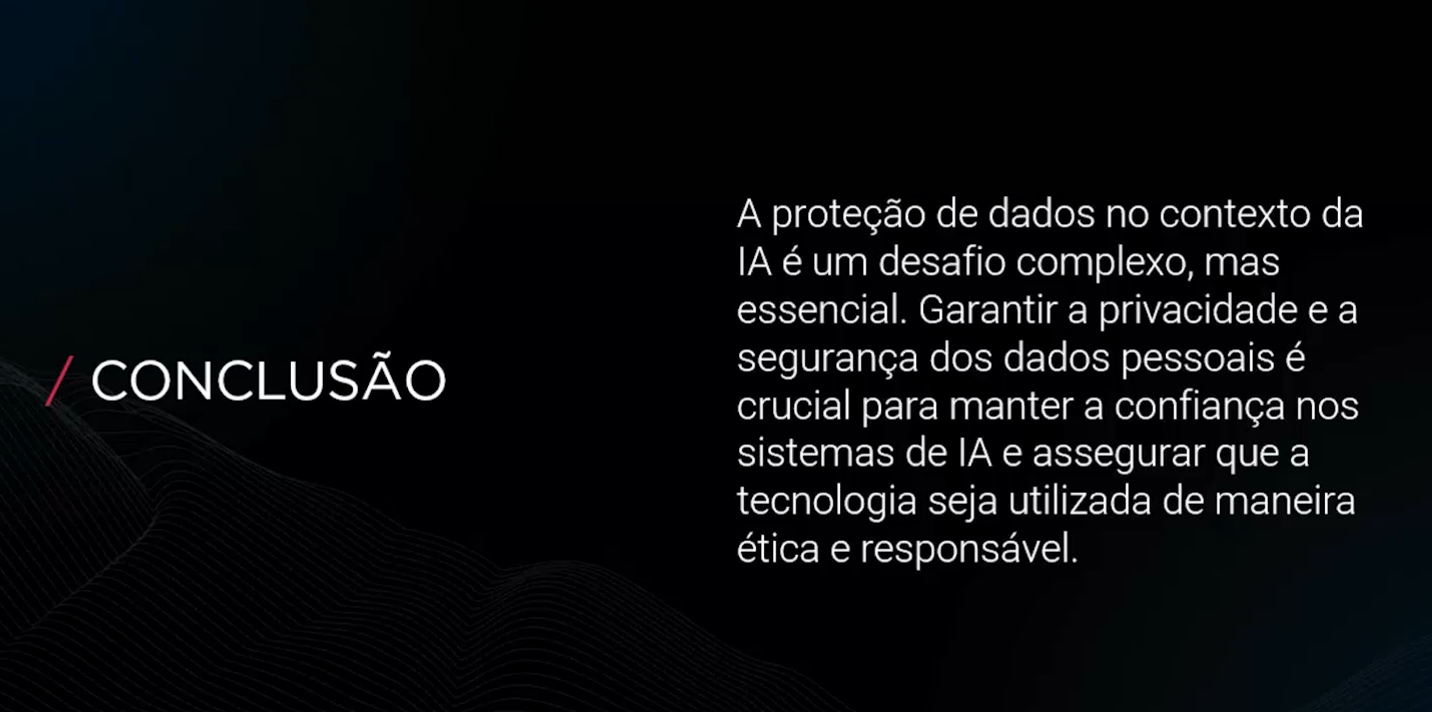 / CONCLUSÃO
A proteção de dados no contexto da
IA é um desafio complexo, mas
essencial. Garantir a privacidade e a
segurança dos dados pessoais é
crucial para manter a confiança nos
sistemas de IA e assegurar que a
tecnologia seja utilizada de maneira
ética e responsável.